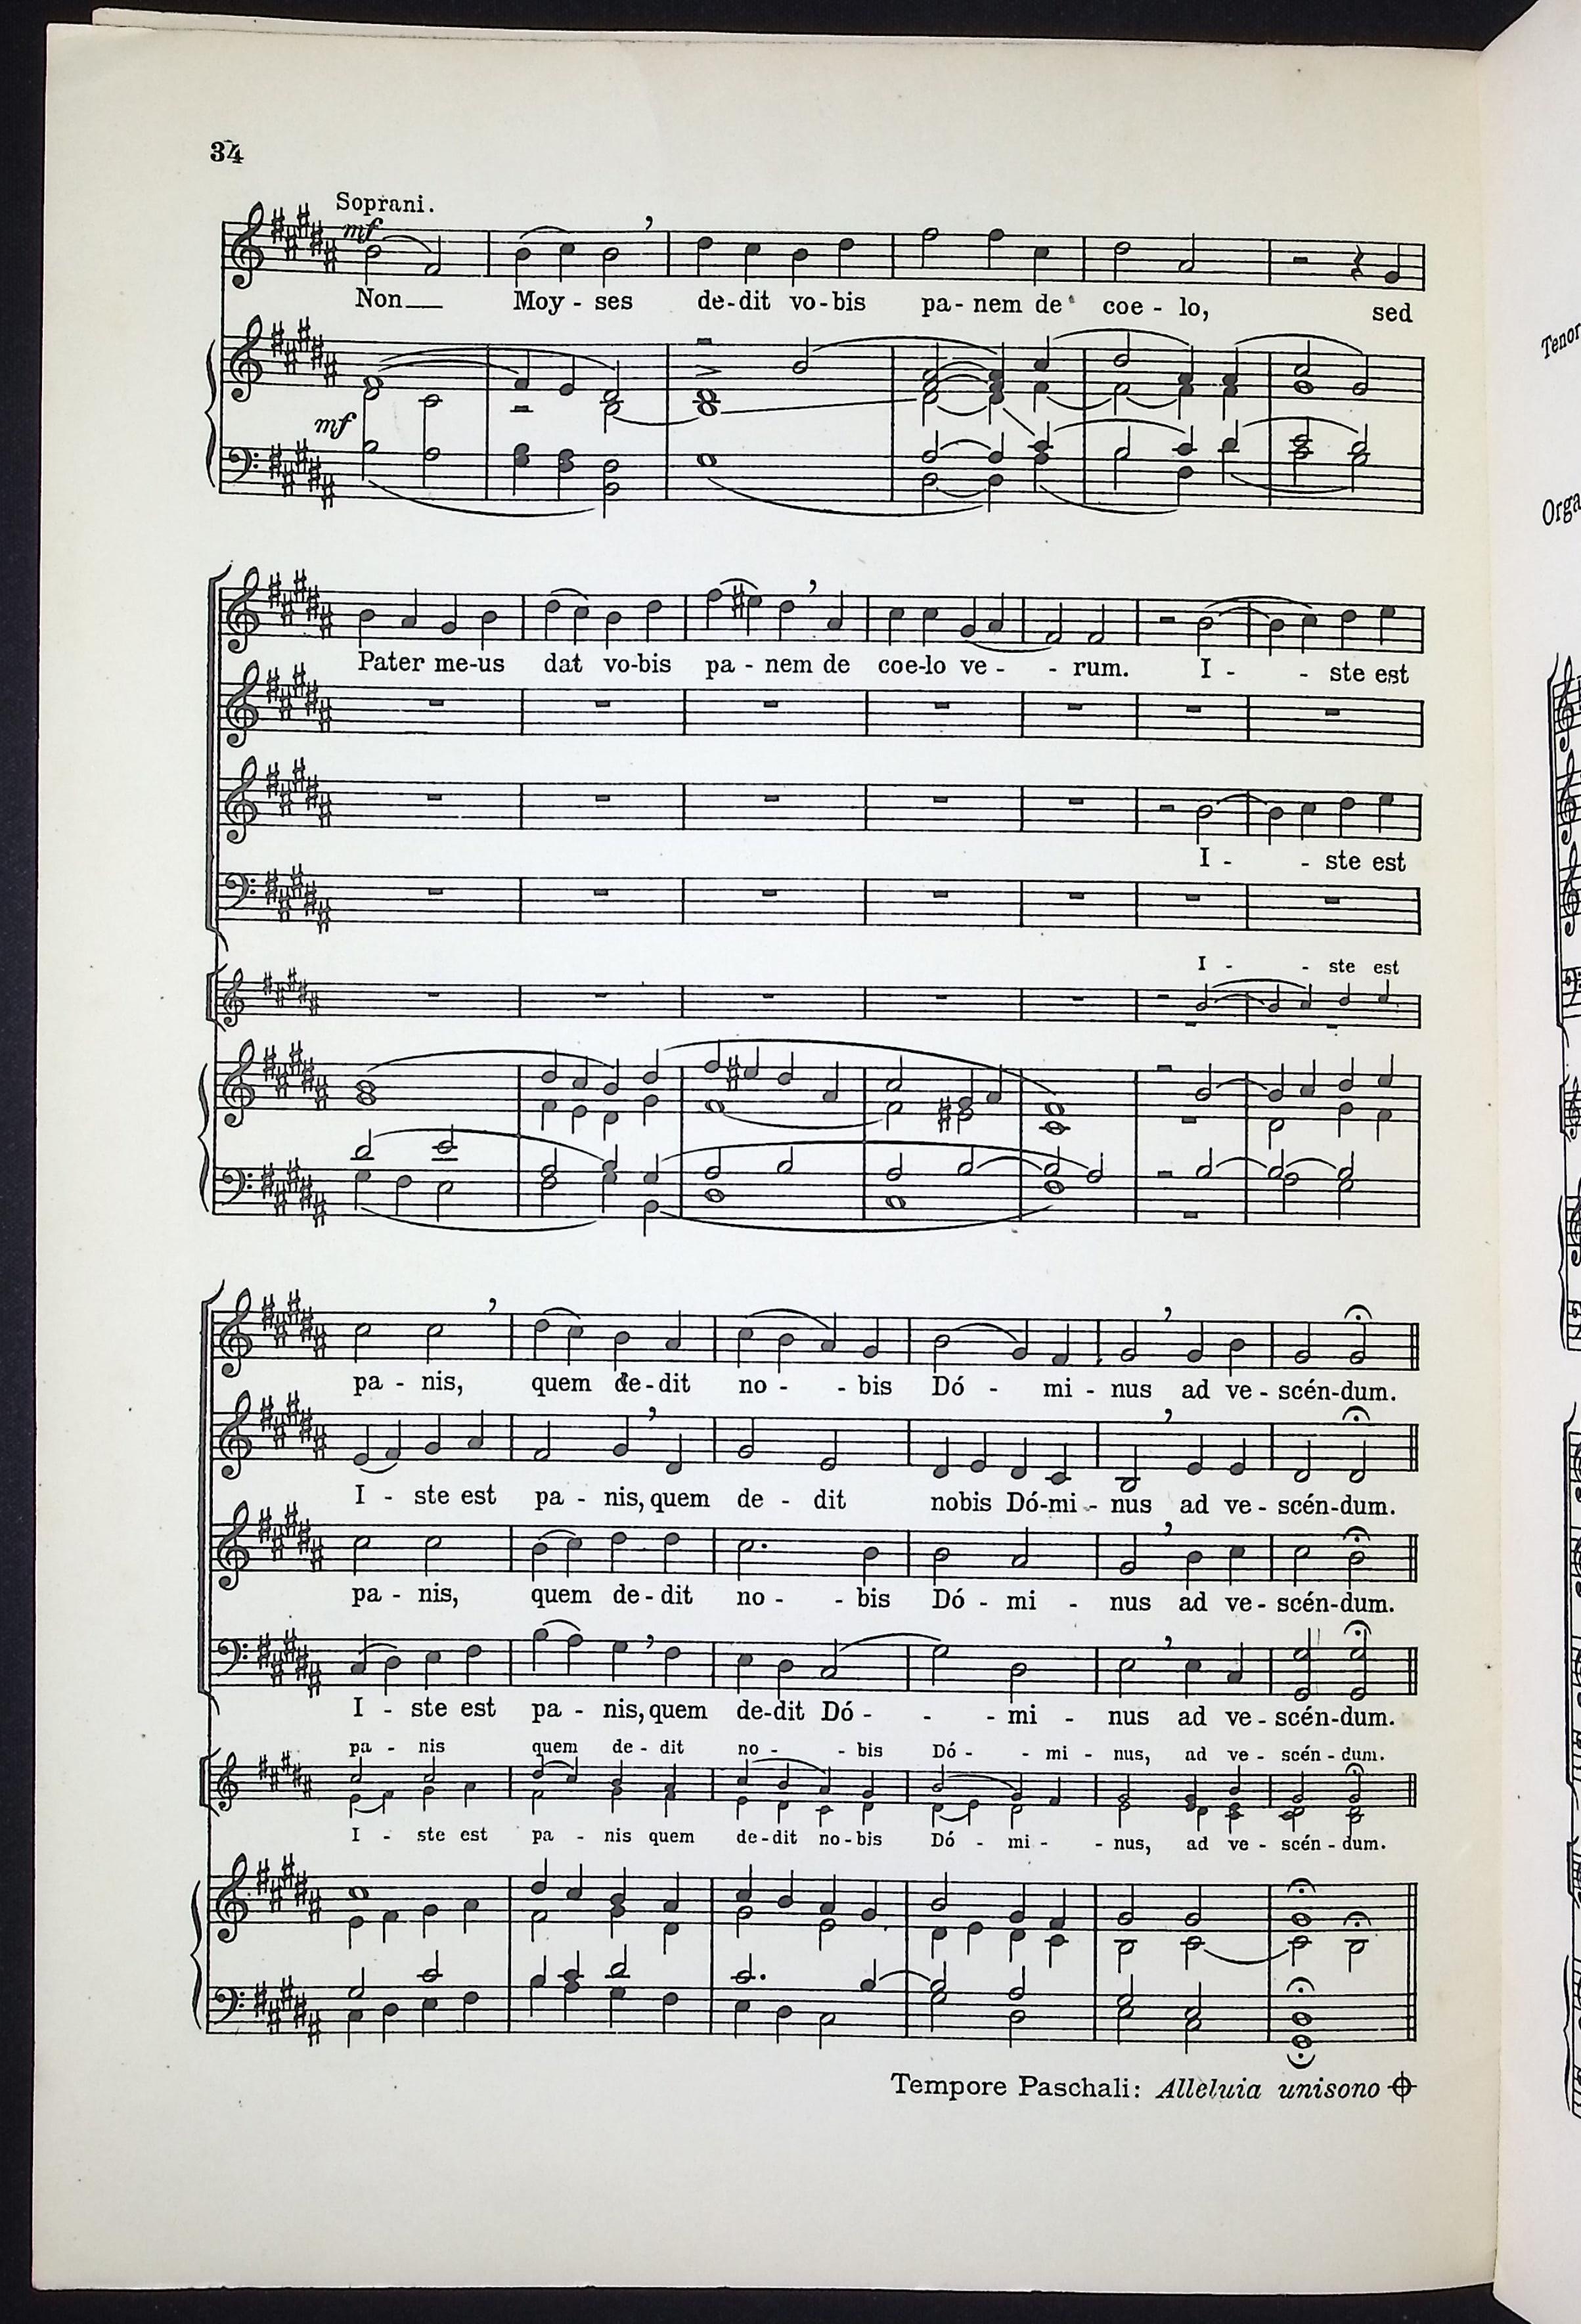 34
Soprani.
mf
Non Moy - ses de - dit vo - bis pa - nem de coe - lo, sed
mf
Pater me-us dat vo-bis pa - nem de coe-lo ve - - rum. I - - ste est
I - - ste est
I - - ste est
pa - nis, quem de - dit no - - bis Dó - mi - nus ad ve - scén-dum.
I - ste est pa - nis, quem de - dit nobis Dó-mi - nus ad ve - scén-dum.
pa - nis, quem de - dit no - - bis Dó - mi - nus ad ve - scén-dum.
I - ste est pa - nis, quem de-dit Dó - - - mi - nus ad ve - scén-dum.
pa - nis quem de - dit no - - bis Dó - - mi - nus, ad ve - scén - dum.
I - ste est pa - nis quem de-dit no-bis Dó - mi - - nus, ad ve - scén - dum.
Tempore Paschali: Alleluia unisono
Tenor
Orga